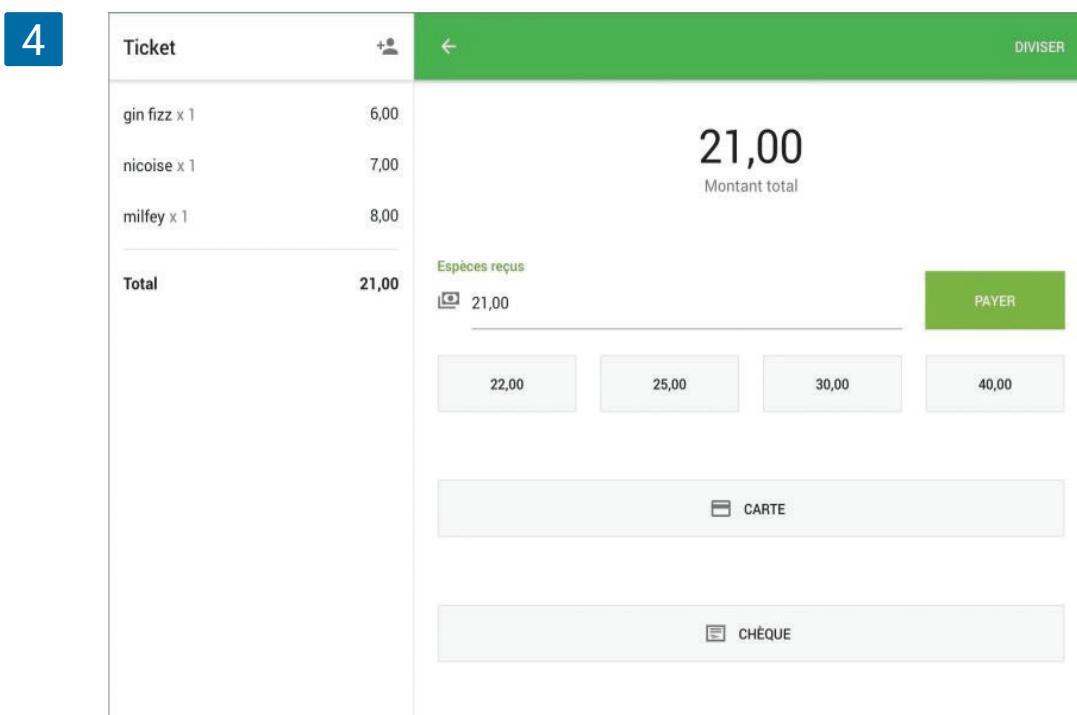 4
Ticket
DIVISER
gin fizz x 1 6,00
nicoise x 1 7,00
milfey x 1 8,00
Total 21,00
21,00
Montant total
Espèces reçus
21,00
PAYER
22,00 25,00 30,00 40,00
CARTE
CHÈQUE